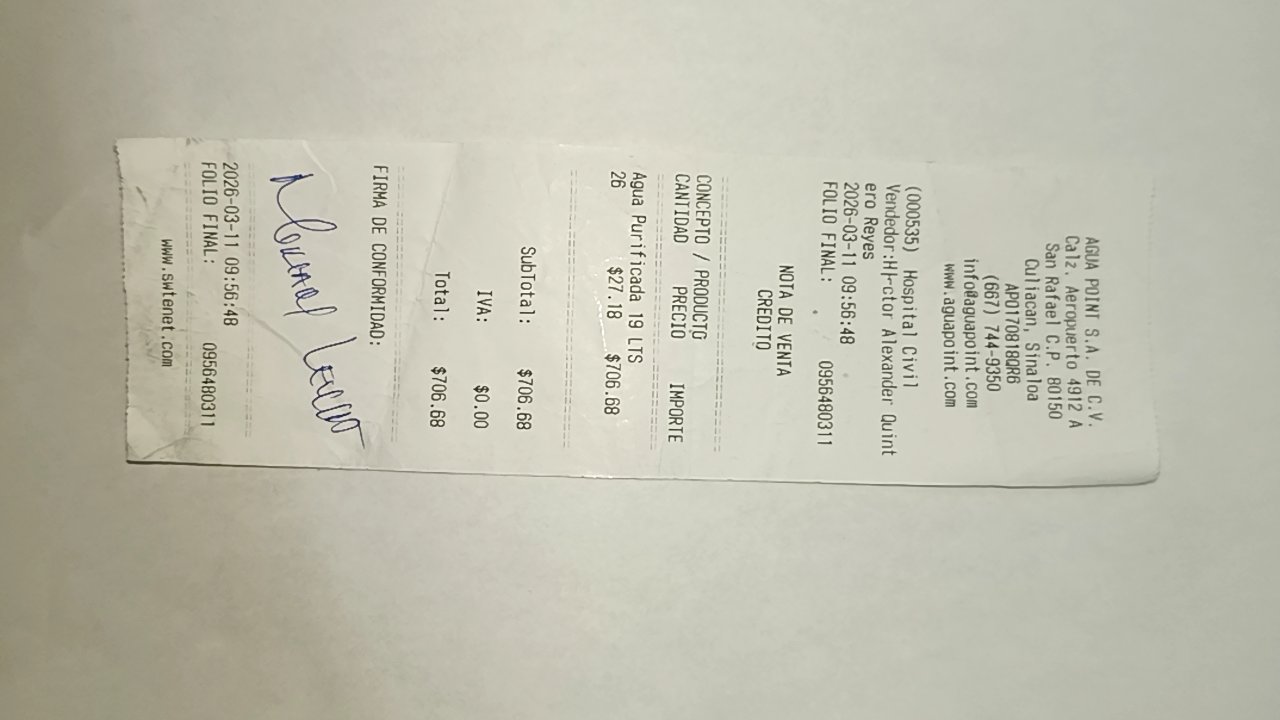 AGUA POINT S.A. DE C.V.
Calz. Aeropuerto 4912 A
San Rafael C.P. 80150
Culiacan, Sinaloa
APO170818QR6
(667) 744-9350
info@aguapoint.com
www.aguapoint.com
(000535) Hospital Civil
Vendedor:H├-ctor Alexander Quint
ero Reyes
2026-03-11 09:56:48
FOLIO FINAL: 0956480311
NOTA DE VENTA
CREDITO
CONCEPTO / PRODUCTO
CANTIDAD PRECIO IMPORTE
Agua Purificada 19 LTS
26 $27.18 $706.68
SubTotal: $706.68
IVA: $0.00
Total: $706.68
FIRMA DE CONFORMIDAD:
2026-03-11 09:56:48
FOLIO FINAL: 0956480311
www.swtenet.com